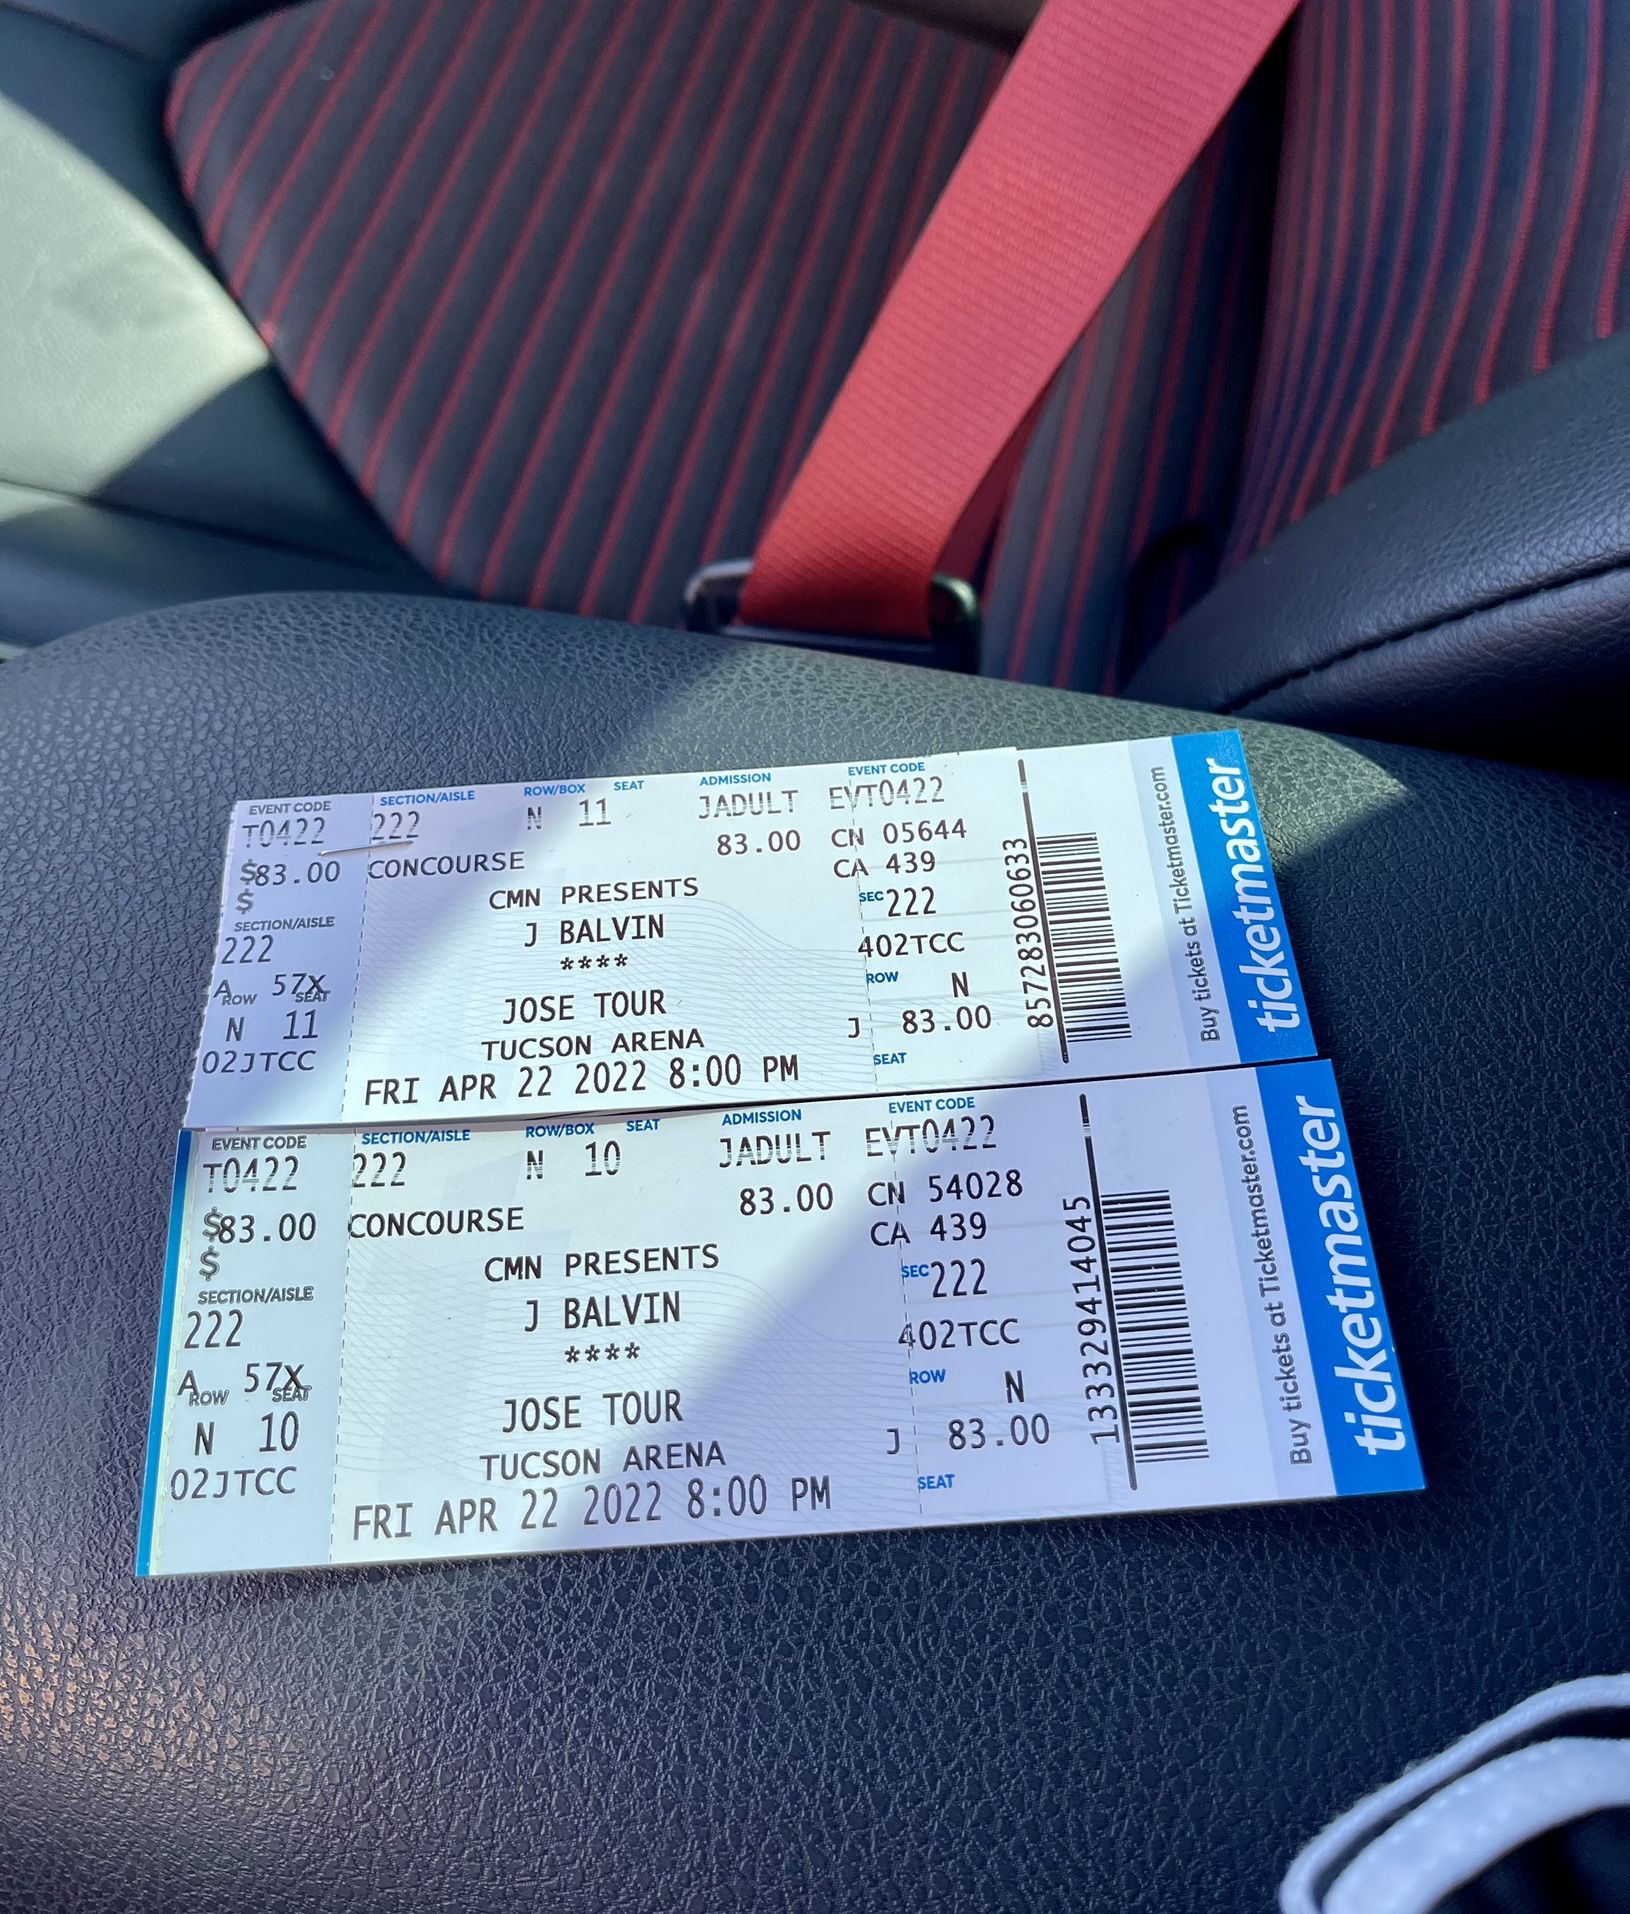 EVENT CODE
T0422
$83.00
$
SECTION/AISLE
222
A 57X
ROW SEAT
N 11
02JTCC
SECTION/AISLE ROW/BOX SEAT ADMISSION
222 N 11 JADULT
83.00
CONCOURSE
CMN PRESENTS
J BALVIN
****
JOSE TOUR
TUCSON ARENA
FRI APR 22 2022 8:00 PM
EVENT CODE
EVT0422
CN 05644
CA 439
SEC 222
402TCC
ROW N
J 83.00
SEAT
857283060633
Buy tickets at Ticketmaster.com
ticketmaster
EVENT CODE
T0422
$83.00
$
SECTION/AISLE
222
A 57X
ROW SEAT
N 10
02JTCC
SECTION/AISLE ROW/BOX SEAT ADMISSION
222 N 10 JADULT
83.00
CONCOURSE
CMN PRESENTS
J BALVIN
****
JOSE TOUR
TUCSON ARENA
FRI APR 22 2022 8:00 PM
EVENT CODE
EVT0422
CN 54028
CA 439
SEC 222
402TCC
ROW N
J 83.00
SEAT
133329414045
Buy tickets at Ticketmaster.com
ticketmaster